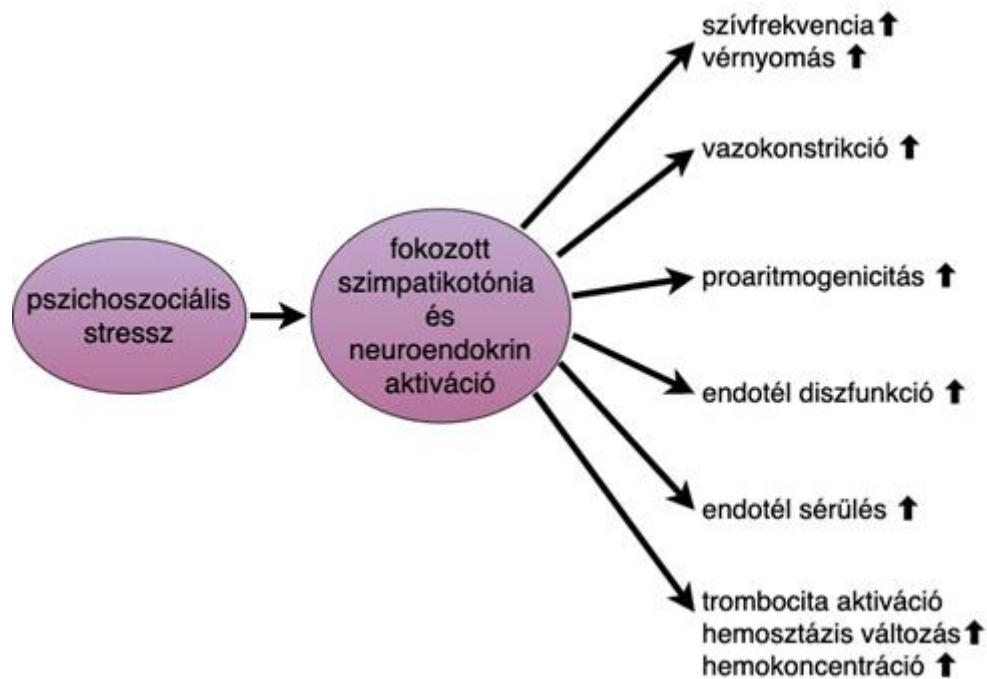 pszichoszociális
stressz
fokozott
szimpatikotónia
és
neuroendokrin
aktiváció
szívfrekvencia⬆
vérnyomás ⬆
vazokonstrikció ⬆
proaritmogenicitás ⬆
endotél diszfunkció ⬆
endotél sérülés ⬆
trombocita aktiváció
hemosztázis változás⬆
hemokoncentráció ⬆